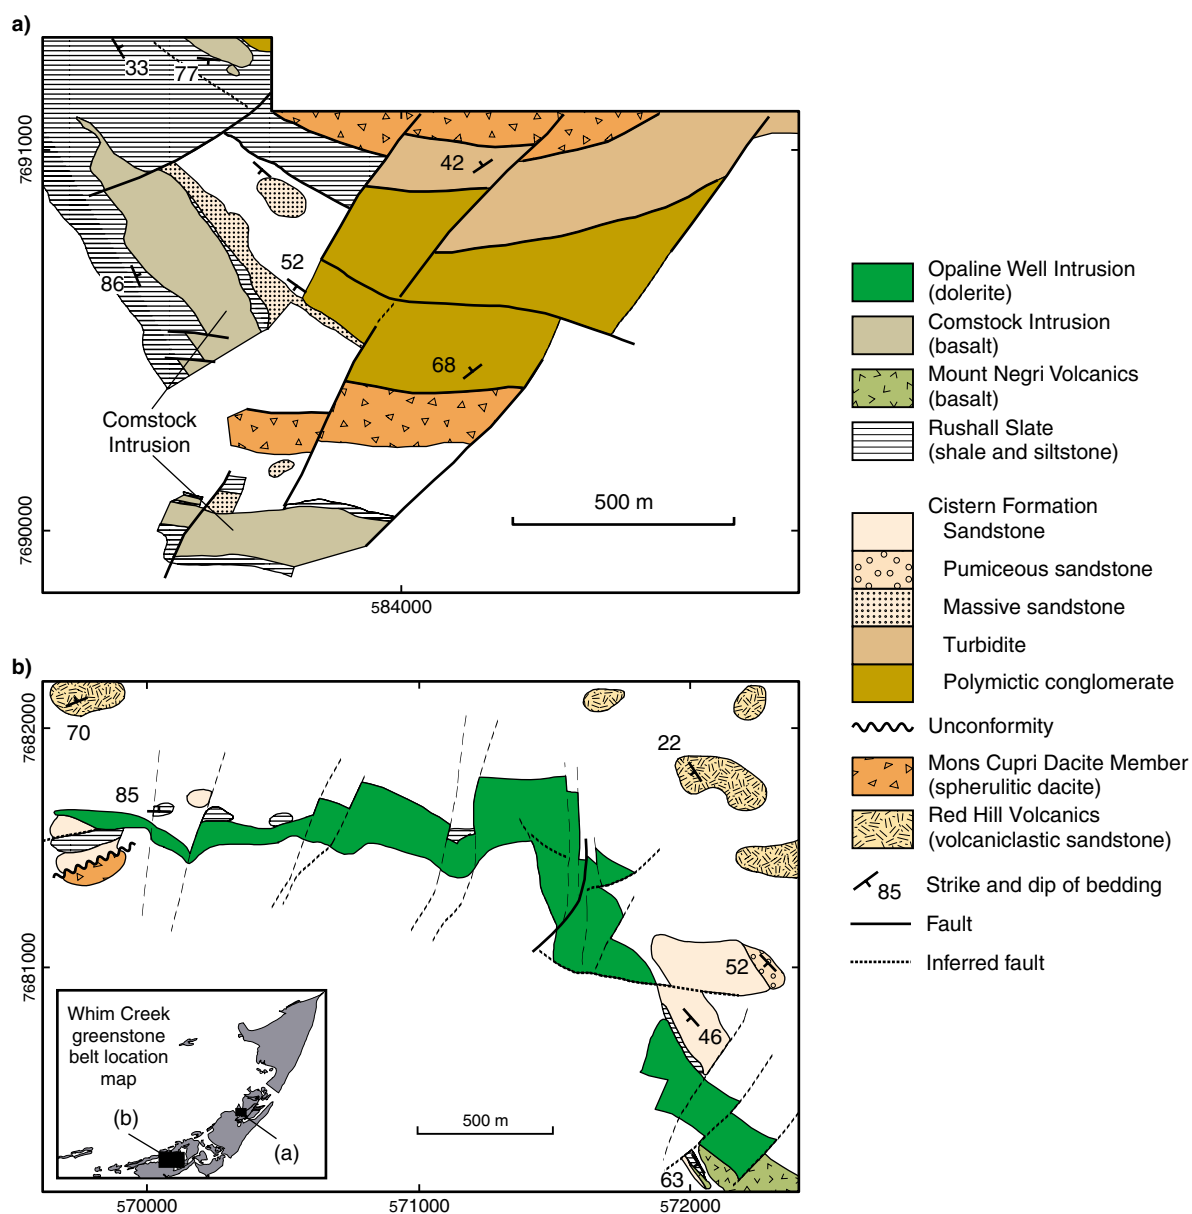 a)
33
77
7691000
42
52
86
68
Comstock
Intrusion
500 m
7690000
584000
b)
7682000
70
22
85
7681000
52
46
Whim Creek
greenstone
belt location
map
(b)
(a)
500 m
63
570000
571000
572000
Opaline Well Intrusion
(dolerite)
Comstock Intrusion
(basalt)
Mount Negri Volcanics
(basalt)
Rushall Slate
(shale and siltstone)
Cistern Formation
Sandstone
Pumiceous sandstone
Massive sandstone
Turbidite
Polymictic conglomerate
Unconformity
Mons Cupri Dacite Member
(spherulitic dacite)
Red Hill Volcanics
(volcaniclastic sandstone)
85
Strike and dip of bedding
Fault
Inferred fault